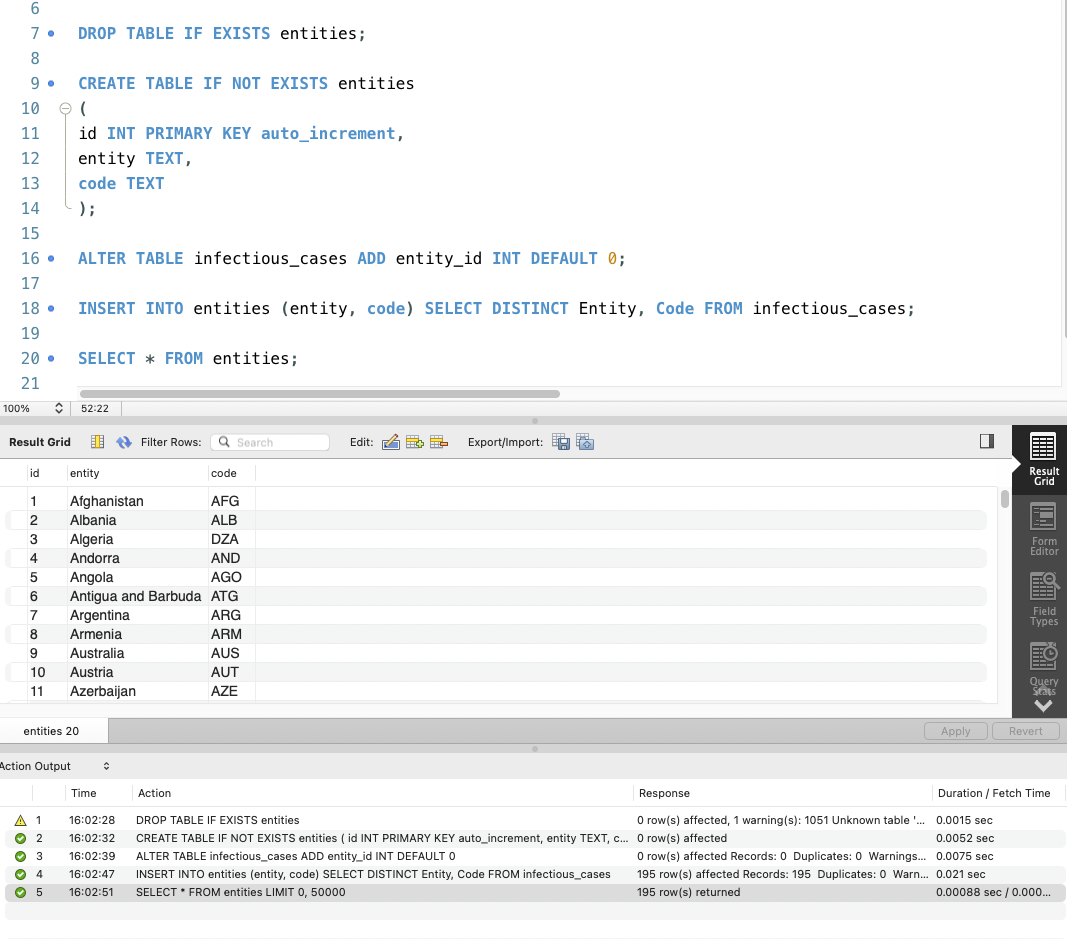 6
7 DROP TABLE IF EXISTS entities;
8
9 CREATE TABLE IF NOT EXISTS entities
10 (
11 id INT PRIMARY KEY auto_increment,
12 entity TEXT,
13 code TEXT
14 );
15
16 ALTER TABLE infectious_cases ADD entity_id INT DEFAULT 0;
17
18 INSERT INTO entities (entity, code) SELECT DISTINCT Entity, Code FROM infectious_cases;
19
20 SELECT * FROM entities;
21
100% 52:22
Result Grid Filter Rows: Search Edit: Export/Import:
id entity code
1 Afghanistan AFG
2 Albania ALB
3 Algeria DZA
4 Andorra AND
5 Angola AGO
6 Antigua and Barbuda ATG
7 Argentina ARG
8 Armenia ARM
9 Australia AUS
10 Austria AUT
11 Azerbaijan AZE
Result
Grid
Form
Editor
Field
Types
Query
Stats
entities 20 Apply Revert
Action Output
Time Action Response Duration / Fetch Time
1 16:02:28 DROP TABLE IF EXISTS entities 0 row(s) affected, 1 warning(s): 1051 Unknown table '... 0.0015 sec
2 16:02:32 CREATE TABLE IF NOT EXISTS entities ( id INT PRIMARY KEY auto_increment, entity TEXT, c... 0 row(s) affected 0.0052 sec
3 16:02:39 ALTER TABLE infectious_cases ADD entity_id INT DEFAULT 0 0 row(s) affected Records: 0 Duplicates: 0 Warnings... 0.0075 sec
4 16:02:47 INSERT INTO entities (entity, code) SELECT DISTINCT Entity, Code FROM infectious_cases 195 row(s) affected Records: 195 Duplicates: 0 Warn... 0.021 sec
5 16:02:51 SELECT * FROM entities LIMIT 0, 50000 195 row(s) returned 0.00088 sec / 0.000...